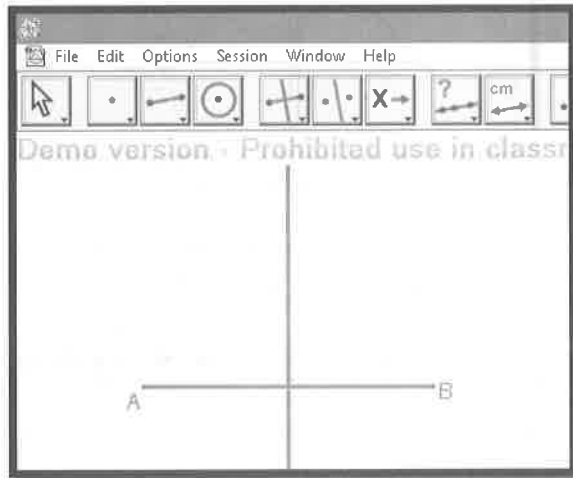 File Edit Options Session Window Help
? cm
X
Demo version - Prohibited use in classr
A B